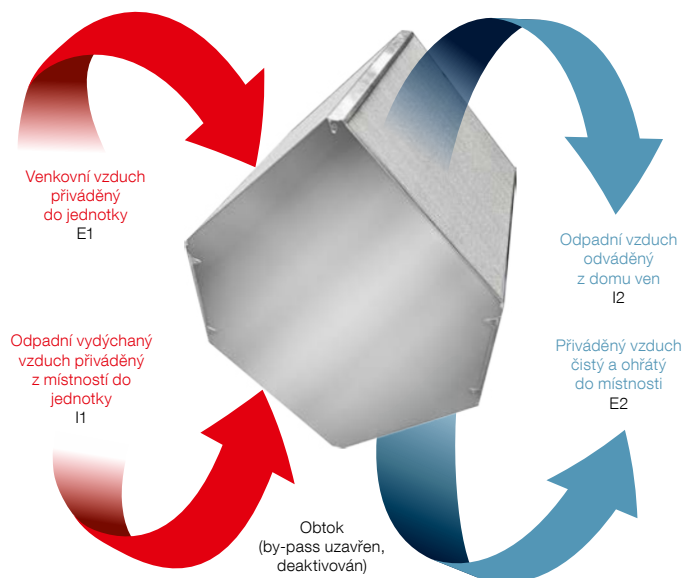 Venkovní vzduch
přiváděný
do jednotky
E1
Odpadní vydýchaný
vzduch přiváděný
z místností do
jednotky
I1
Odpadní vzduch
odváděný
z domu ven
I2
Přiváděný vzduch
čistý a ohřátý
do místnosti
E2
Obtok
(by-pass uzavřen,
deaktivován)